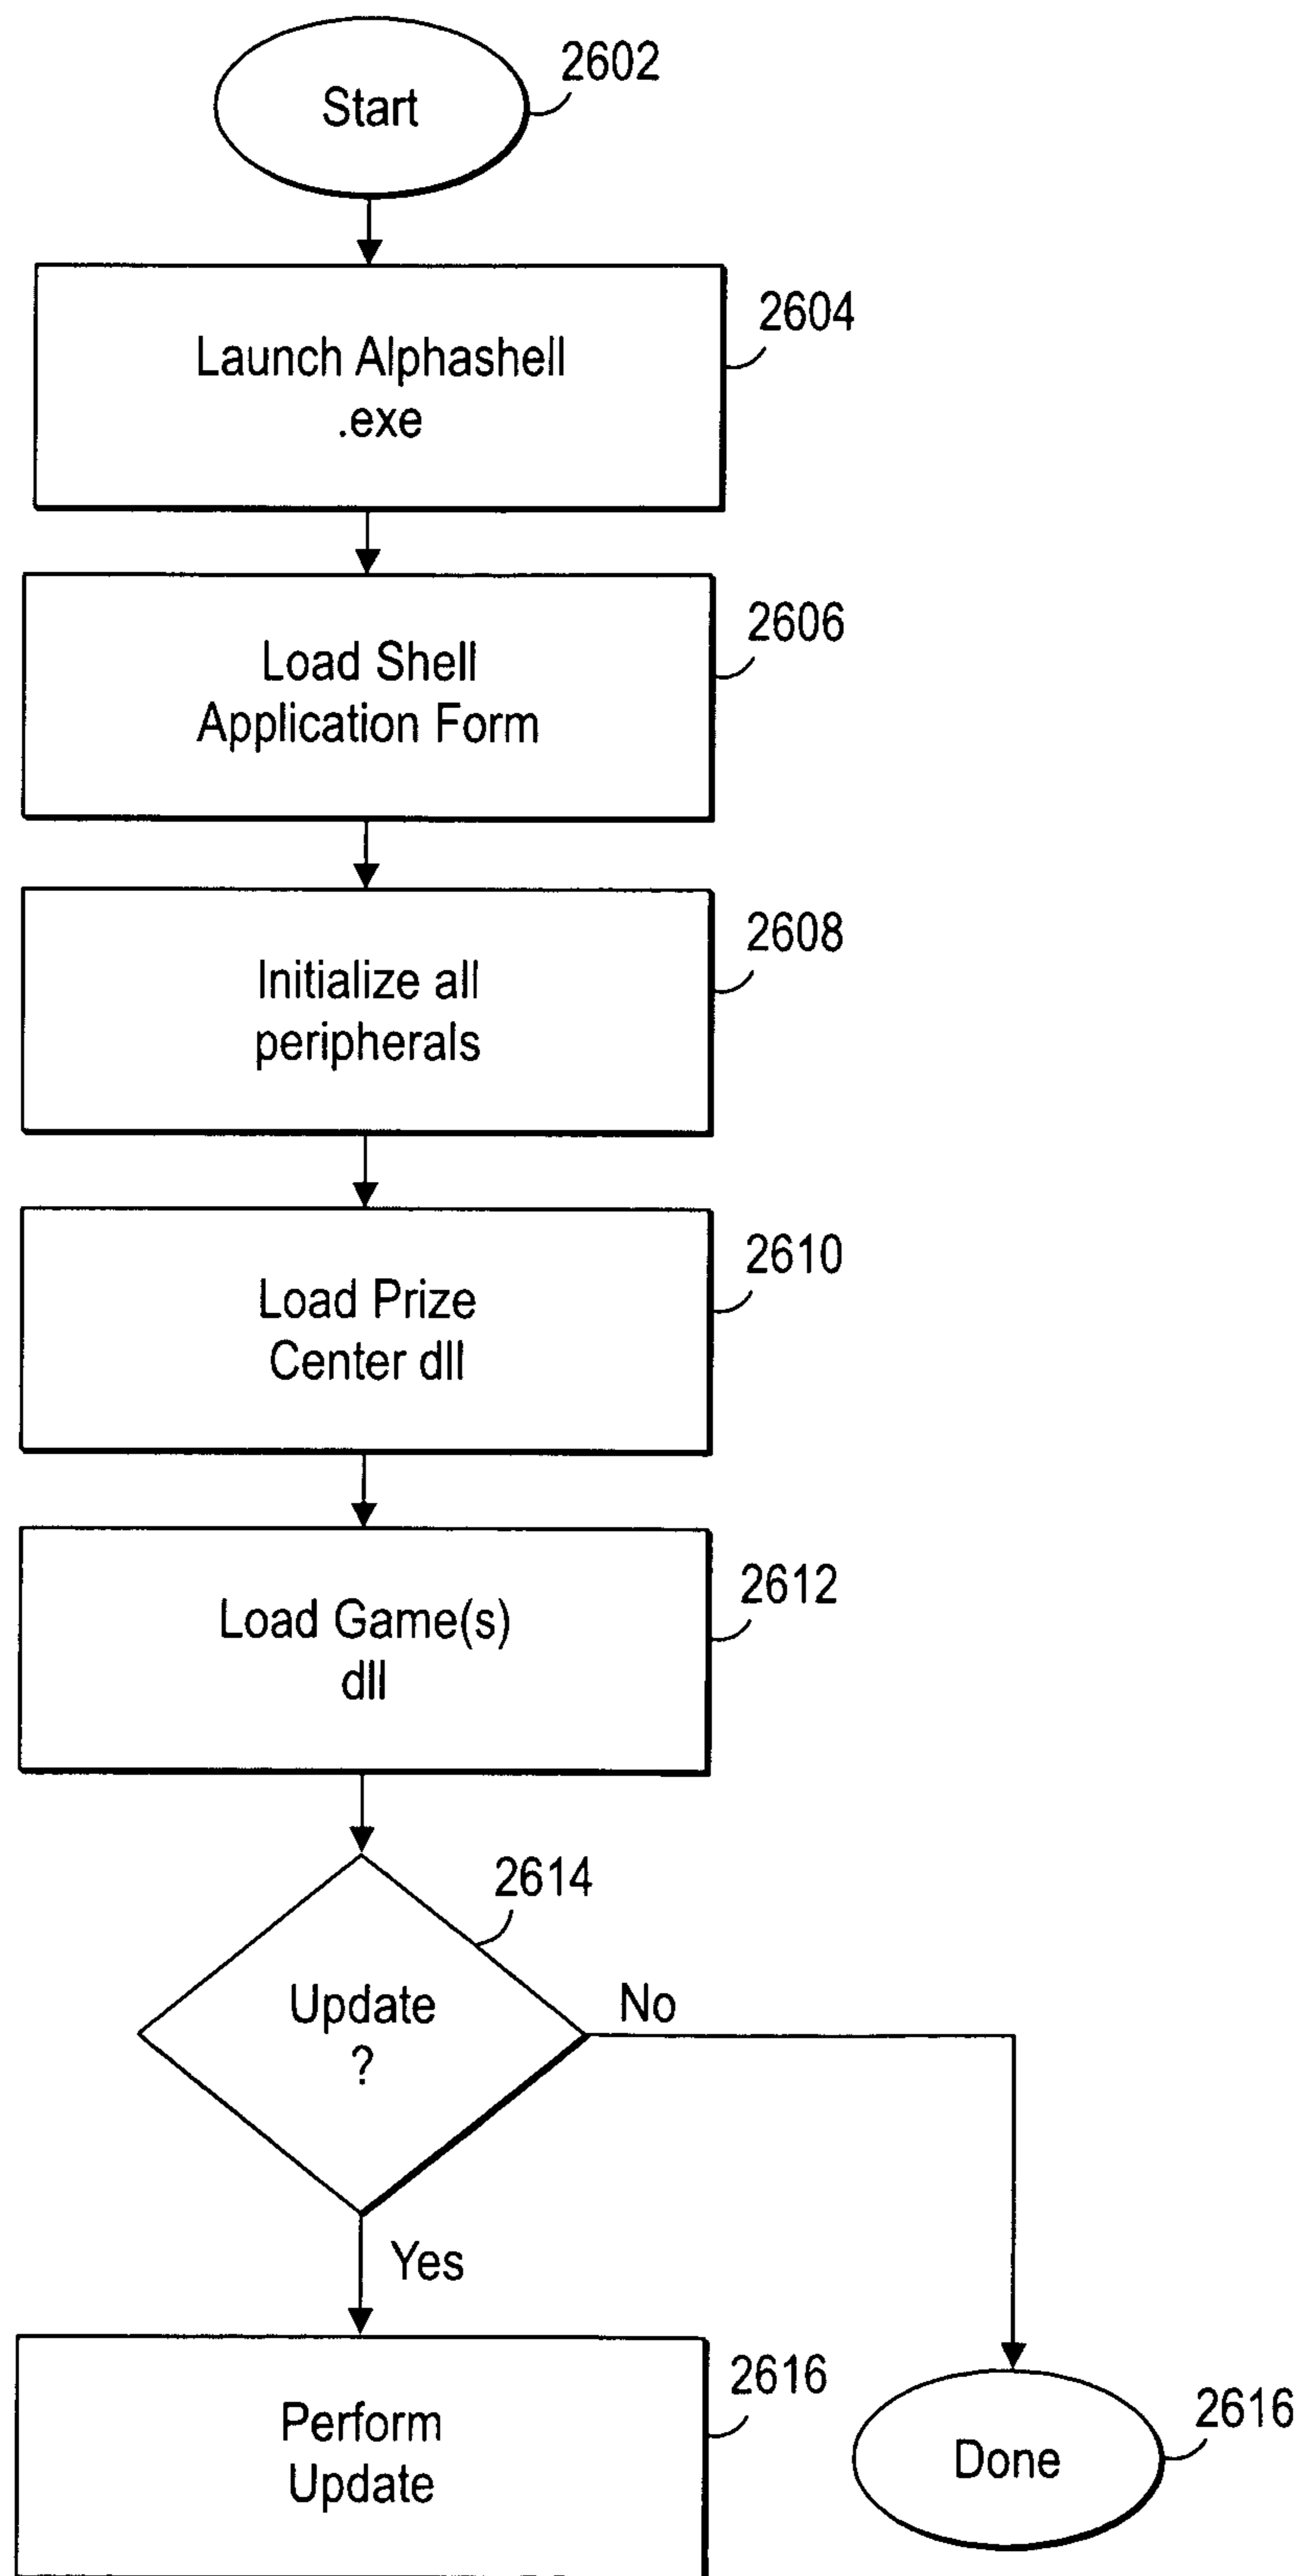 Start
2602
Launch Alphashell
.exe
2604
Load Shell
Application Form
2606
Initialize all
peripherals
2608
Load Prize
Center dll
2610
Load Game(s)
dll
2612
2614
Update
?
No
Yes
Perform
Update
2616
Done
2616